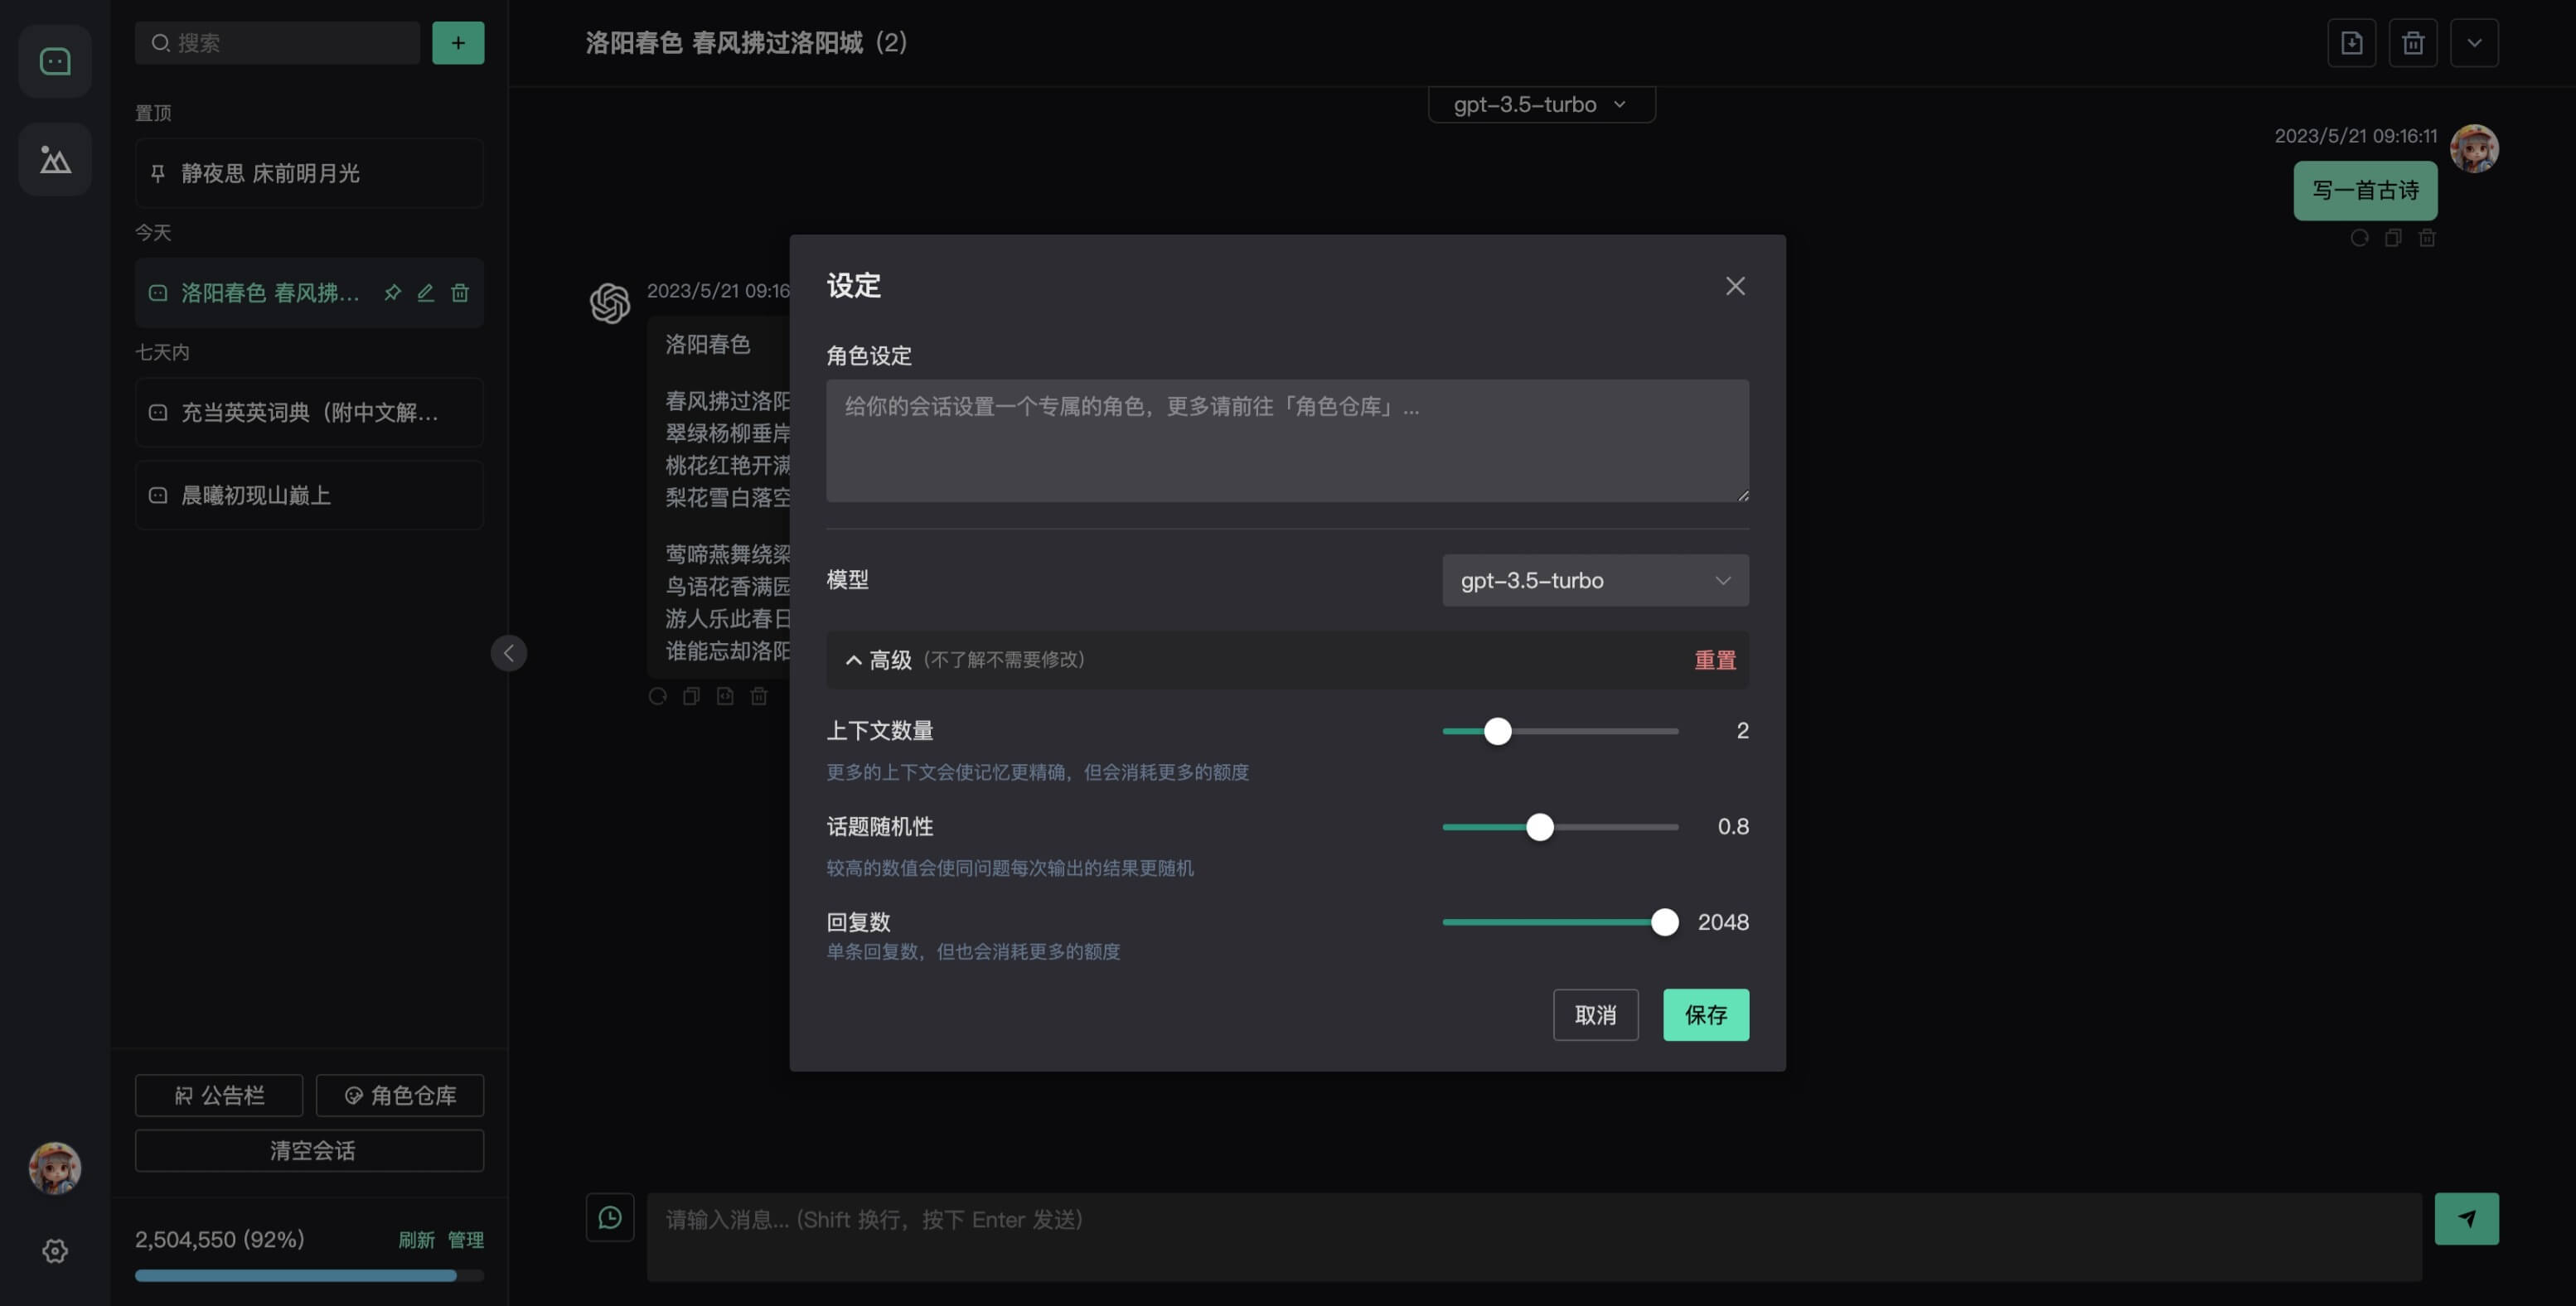 搜索
+
置顶
静夜思 床前明月光
今天
洛阳春色 春风拂...
七天内
充当英英词典（附中文解...
晨曦初现山巅上
公告栏
角色仓库
清空会话
2,504,550 (92%)
刷新 管理
洛阳春色 春风拂过洛阳城 (2)
gpt-3.5-turbo
2023/5/21 09:16:11
写一首古诗
2023/5/21 09:16
洛阳春色
春风拂过洛阳
翠绿杨柳垂岸
桃花红艳开满
梨花雪白落空
莺啼燕舞绕梁
鸟语花香满园
游人乐此春日
谁能忘却洛阳
设定
角色设定
给你的会话设置一个专属的角色，更多请前往「角色仓库」...
模型
gpt-3.5-turbo
高级（不了解不需要修改）
重置
上下文数量
2
更多的上下文会使记忆更精确，但会消耗更多的额度
话题随机性
0.8
较高的数值会使同问题每次输出的结果更随机
回复数
2048
单条回复数，但也会消耗更多的额度
取消
保存
请输入消息... (Shift 换行，按下 Enter 发送)